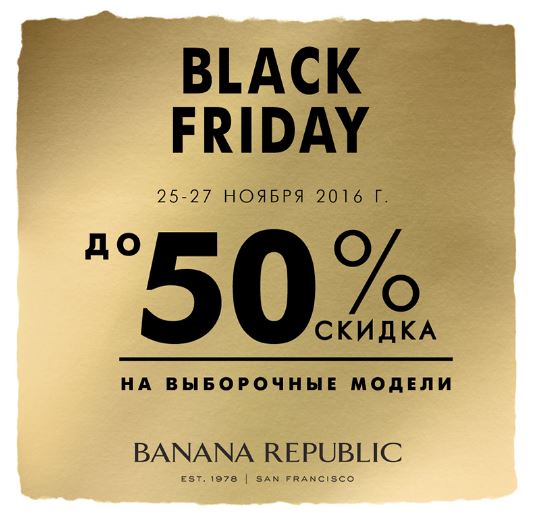 BLACK
FRIDAY
25-27 НОЯБРЯ 2016 Г.
ДО 50%
СКИДКА
НА ВЫБОРОЧНЫЕ МОДЕЛИ
BANANA REPUBLIC
EST. 1978 | SAN FRANCISCO